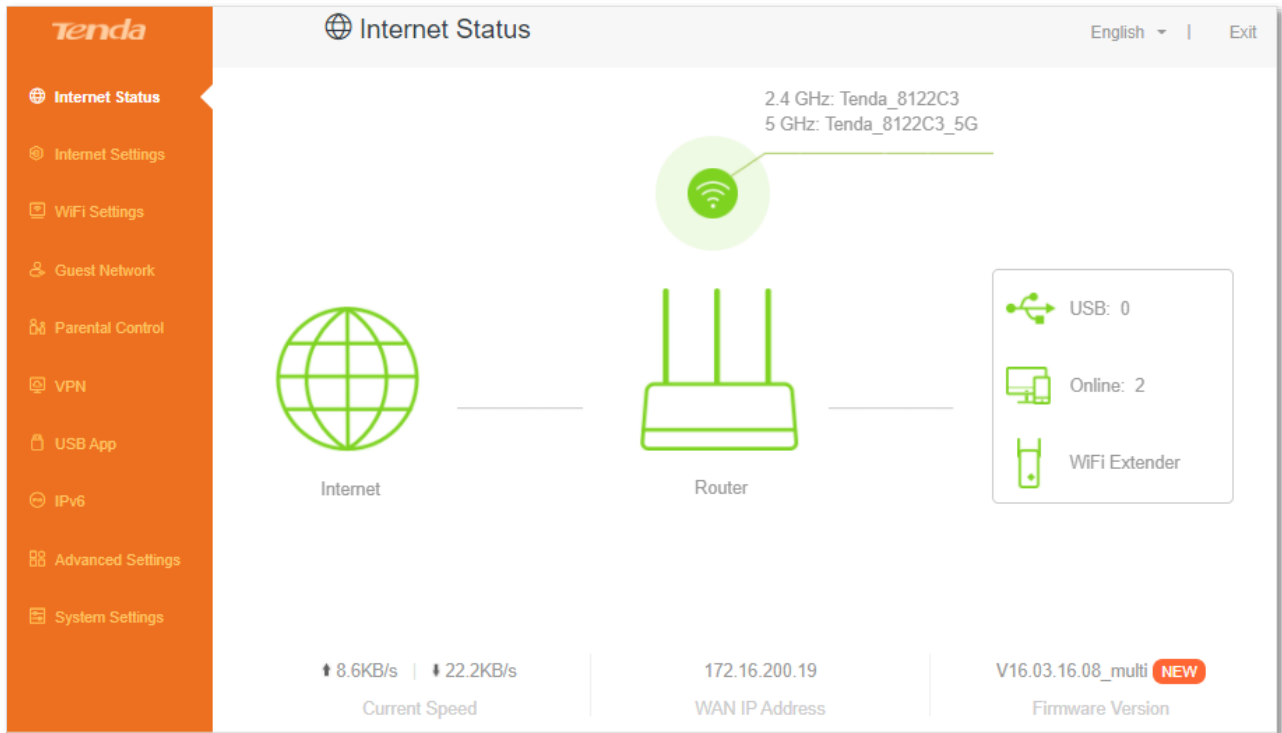 Tenda
Internet Status
English
|
Exit
Internet Status
Internet Settings
WiFi Settings
Guest Network
Parental Control
VPN
USB App
IPv6
Advanced Settings
System Settings
2.4 GHz: Tenda_8122C3
5 GHz: Tenda_8122C3_5G
Internet
Router
USB: 0
Online: 2
WiFi Extender
8.6KB/s | 22.2KB/s
Current Speed
172.16.200.19
WAN IP Address
V16.03.16.08_multi NEW
Firmware Version